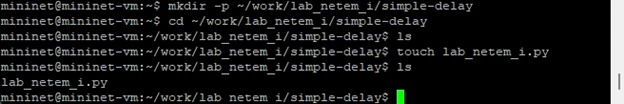 mininet@mininet-vm:~$ mkdir -p ~/work/lab_netem_i/simple-delay
mininet@mininet-vm:~$ cd ~/work/lab_netem_i/simple-delay
mininet@mininet-vm:~/work/lab_netem_i/simple-delay$ ls
mininet@mininet-vm:~/work/lab_netem_i/simple-delay$ touch lab_netem_i.py
mininet@mininet-vm:~/work/lab_netem_i/simple-delay$ ls
lab_netem_i.py
mininet@mininet-vm:~/work/lab_netem_i/simple-delay$